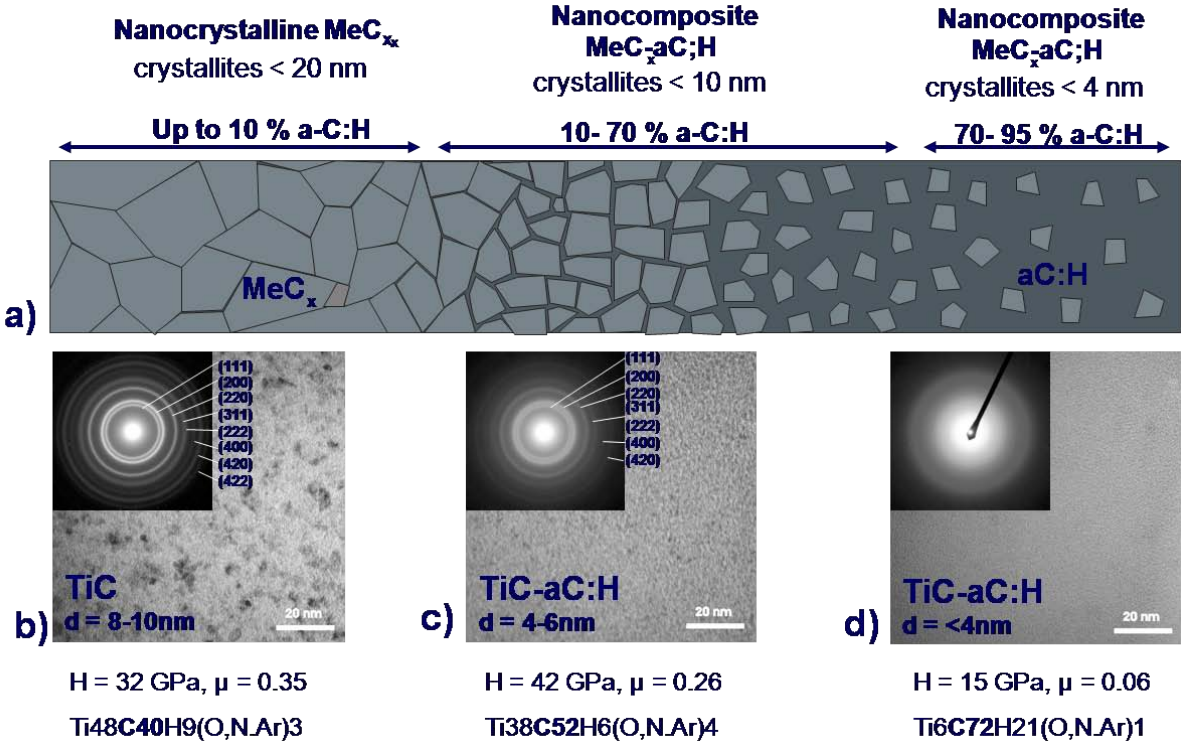 Nanocrystalline MeCxx
crystallites < 20 nm
Nanocomposite
MeCx-aC;H
crystallites < 10 nm
Nanocomposite
MeCx-aC;H
crystallites < 4 nm
Up to 10 % a-C:H
10- 70 % a-C:H
70- 95 % a-C:H
MeCx
aC:H
a)
(111)
(200)
(220)
(311)
(222)
(400)
(420)
(422)
TiC
d = 8-10nm
20 nm
b)
(111)
(200)
(220)
(311)
(222)
(400)
(420)
TiC-aC:H
d = 4-6nm
20 nm
c)
TiC-aC:H
d = <4nm
20 nm
d)
H = 32 GPa, µ = 0.35
Ti48C40H9(O,N.Ar)3
H = 42 GPa, µ = 0.26
Ti38C52H6(O,N.Ar)4
H = 15 GPa, µ = 0.06
Ti6C72H21(O,N.Ar)1